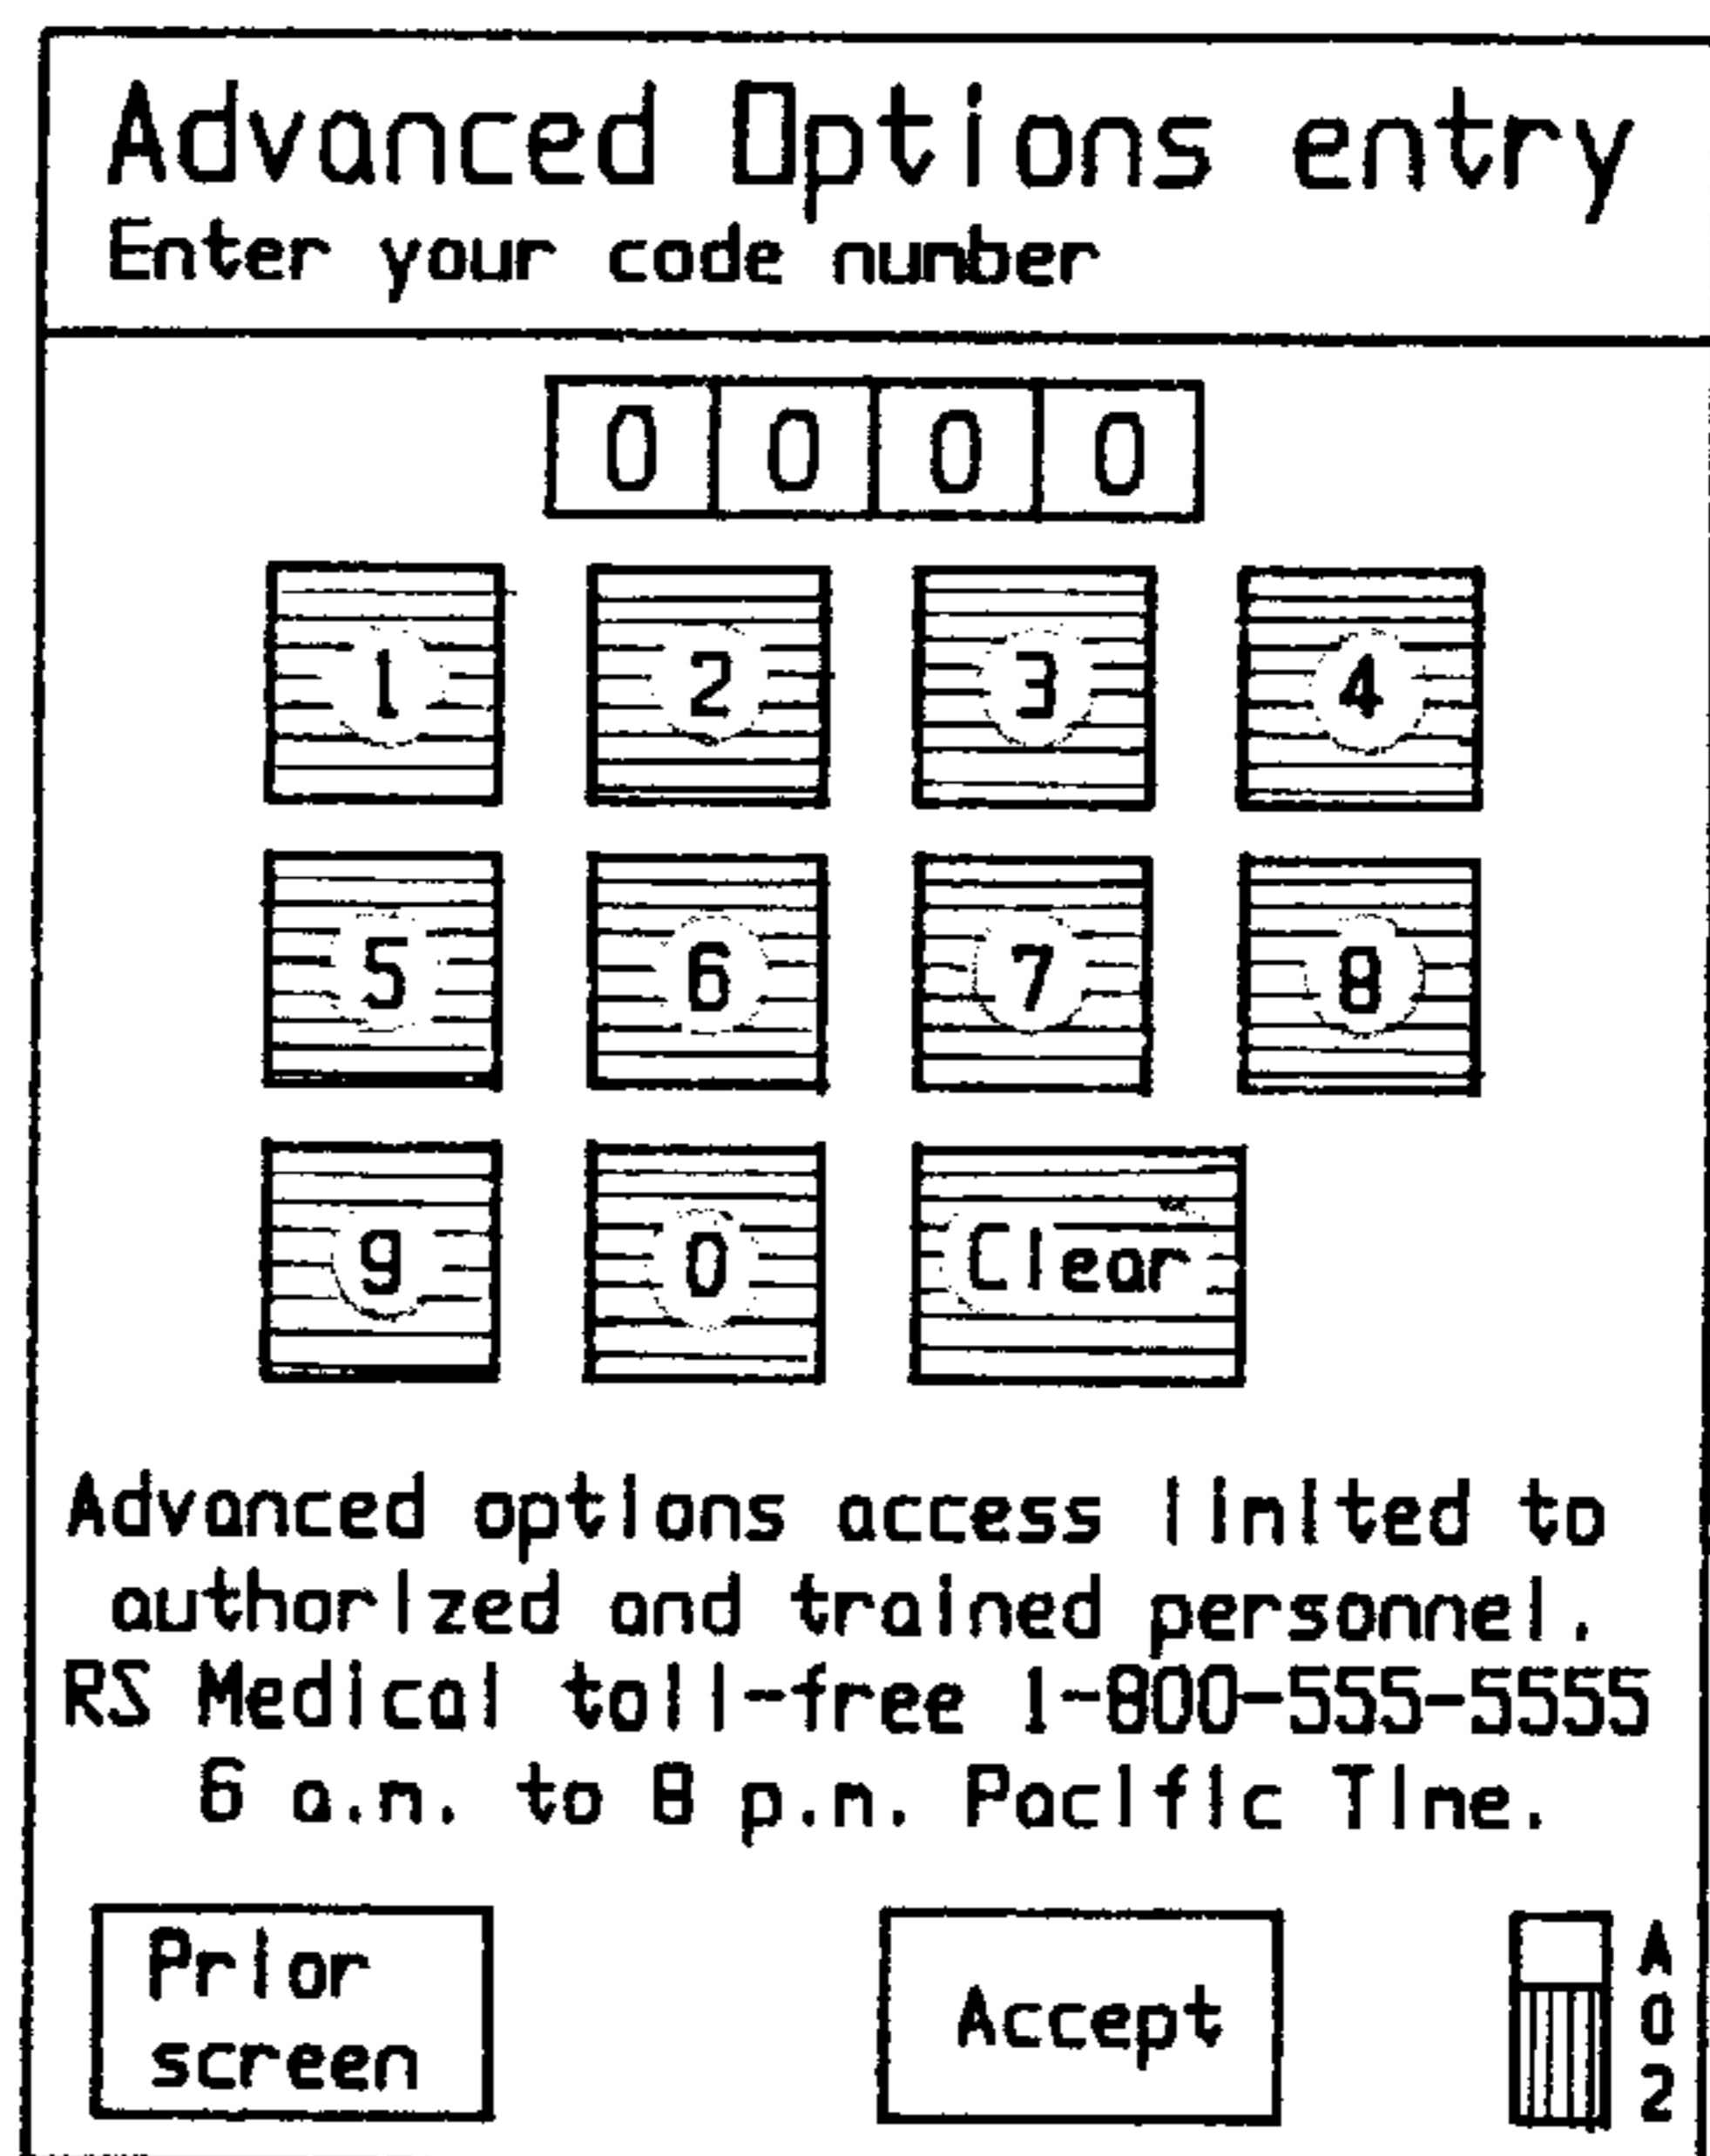 Advanced Options entry
Enter your code number
0 0 0 0
1 2 3 4
5 6 7 8
9 0 Clear
Advanced options access limited to
authorized and trained personnel.
RS Medical toll-free 1-800-555-5555
6 a.m. to 8 p.m. Pacific Time.
Prior
screen
Accept
A
0
2